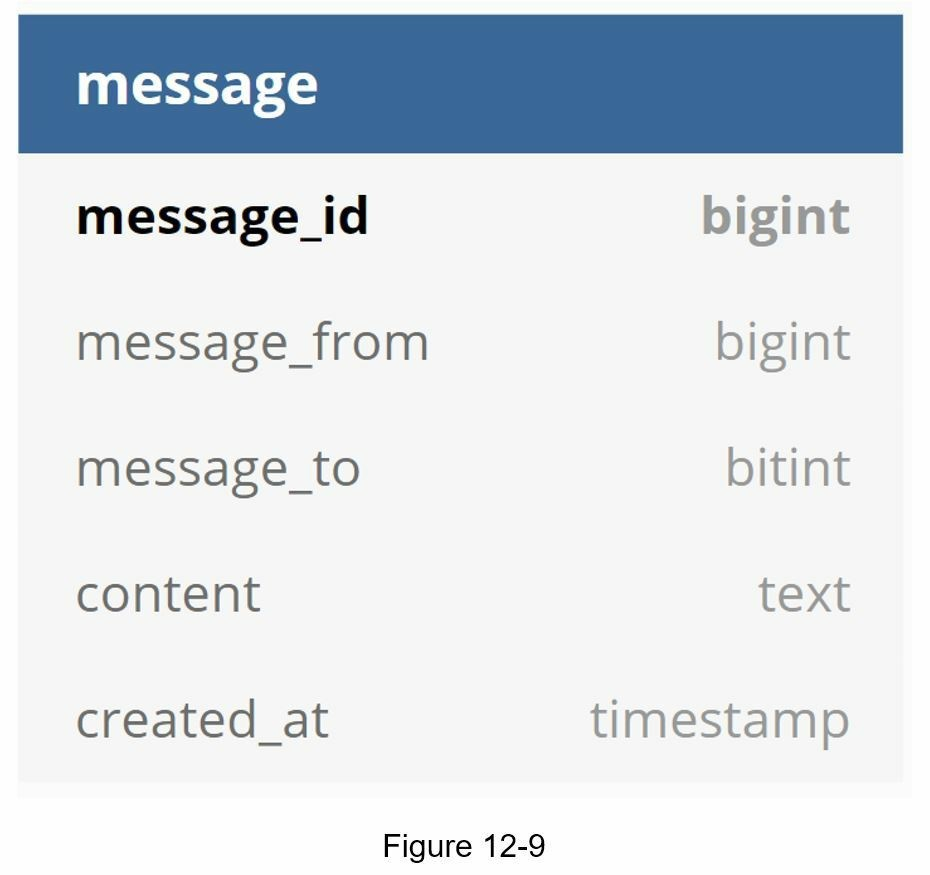 message
message_id bigint
message_from bigint
message_to bitint
content text
created_at timestamp
Figure 12-9